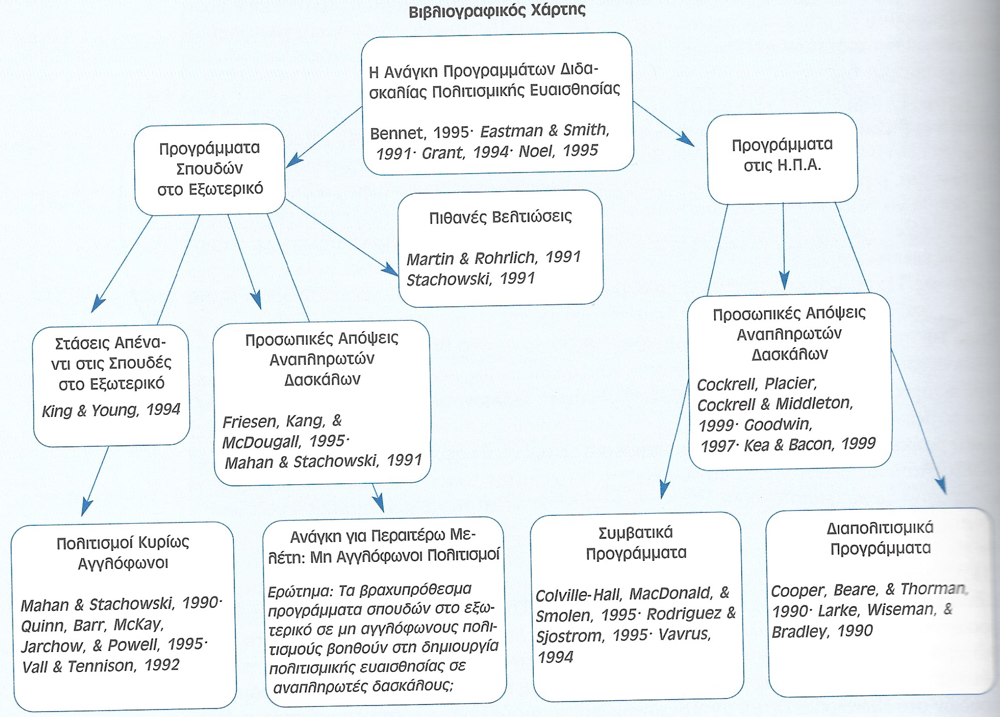 Βιβλιογραφικός Χάρτης
Η Ανάγκη Προγραμμάτων Διδα-
σκαλίας Πολιτισμικής Ευαισθησίας
Bennet, 1995· Eastman & Smith,
1991· Grant, 1994· Noel, 1995
Προγράμματα
Σπουδών
στο Εξωτερικό
Προγράμματα
στις Η.Π.Α.
Πιθανές Βελτιώσεις
Martin & Rohrlich, 1991
Stachowski, 1991
Στάσεις Απένα-
ντι στις Σπουδές
στο Εξωτερικό
King & Young, 1994
Προσωπικές Απόψεις
Αναπληρωτών
Δασκάλων
Friesen, Kang, &
McDougall, 1995·
Mahan & Stachowski, 1991
Προσωπικές Απόψεις
Αναπληρωτών
Δασκάλων
Cockrell, Placier,
Cockrell & Middleton,
1999· Goodwin,
1997· Kea & Bacon, 1999
Πολιτισμοί Κυρίως
Αγγλόφωνοι
Mahan & Stachowski, 1990·
Quinn, Barr, McKay,
Jarchow, & Powell, 1995·
Vall & Tennison, 1992
Ανάγκη για Περαιτέρω Με-
λέτη: Μη Αγγλόφωνοι Πολιτισμοί
Ερώτημα: Τα βραχυπρόθεσμα
προγράμματα σπουδών στο εξω-
τερικό σε μη αγγλόφωνους πολι-
τισμούς βοηθούν στη δημιουργία
πολιτισμικής ευαισθησίας σε
αναπληρωτές δασκάλους;
Συμβατικά
Προγράμματα
Colville-Hall, MacDonald, &
Smolen, 1995· Rodriguez &
Sjostrom, 1995· Vavrus,
1994
Διαπολιτισμικά
Προγράμματα
Cooper, Beare, & Thorman,
1990· Larke, Wiseman, &
Bradley, 1990